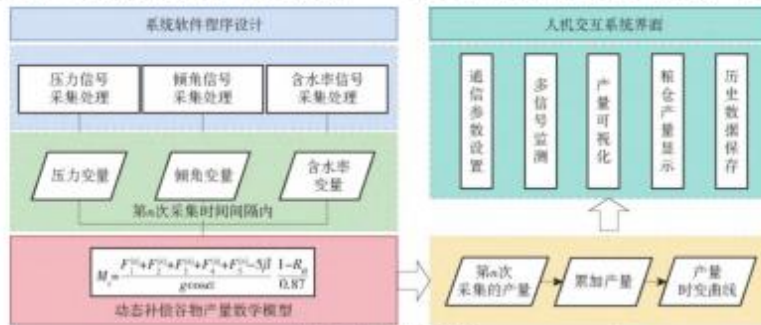 系统软件程序设计
压力信号
采集处理
倾角信号
采集处理
含水率信号
采集处理
压力变量
倾角变量
含水率
变量
第n次采集时间间隔内
动态补偿谷物产量数学模型
人机交互系统界面
通信参数设置
多信号监测
产量可视化
粮仓产量显示
历史数据保存
第n次
采集的产量
累加产量
产量
时变曲线